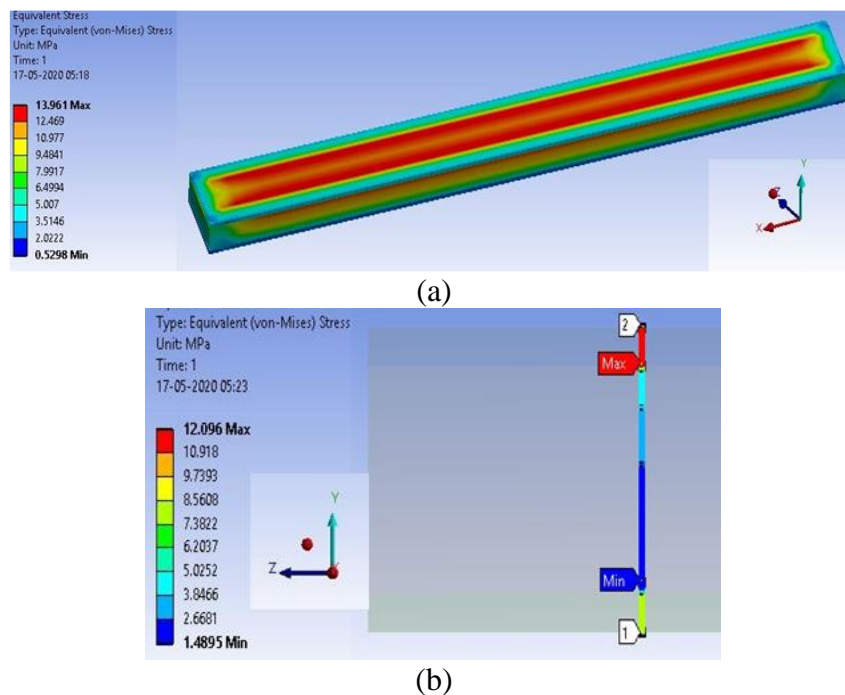 Equivalent Stress
Type: Equivalent (von-Mises) Stress
Unit: MPa
Time: 1
17-05-2020 05:18
13.961 Max
12.469
10.977
9.4841
7.9917
6.4994
5.007
3.5146
2.0222
0.5298 Min
Y
Z
X
(a)
Type: Equivalent (von-Mises) Stress
Unit: MPa
Time: 1
17-05-2020 05:23
12.096 Max
10.918
9.7393
8.5608
7.3822
6.2037
5.0252
3.8466
2.6681
1.4895 Min
Y
Z
2
Max
Min
1
(b)